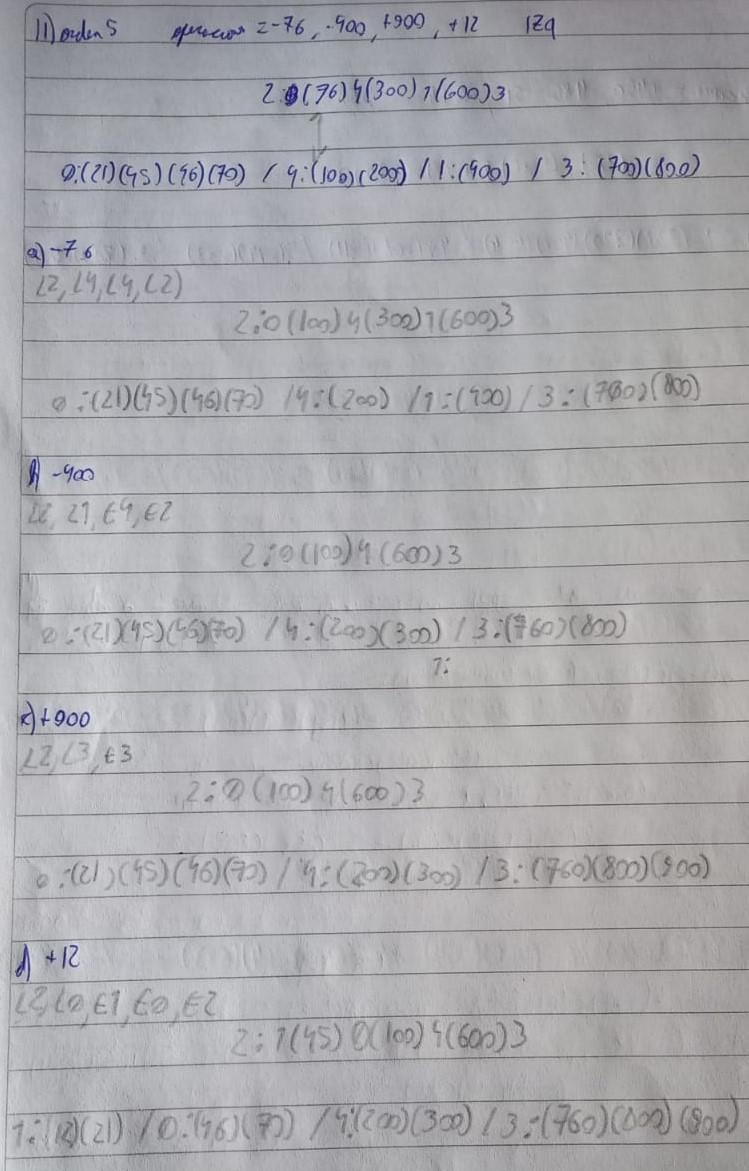 11) orden 5 operaciones = -76, -400, +900, +12 IZQ
2: 0(76)4(300)1(600)3
0:(21)(45)(46)(70) / 4:(100)(200) / 1:(400) / 3:(700)(800)
a) -76
L2, L4, L4, L2)
2:0(100)4(300)1(600)3
0:(21)(45)(46)(70) / 4:(200) / 1:(400) / 3:(760)(800)
b) -400
L2, L1, E4, E2
2:0(100)4(600)3
0:(21)(45)(46)(70) / 4:(200)(300) / 3:(760)(800)
1:
c) +900
L2, L3, E3
2:0(100)4(600)3
0:(21)(45)(46)(70) / 4:(200)(300) / 3:(760)(800)(900)
d) +12
L2, L0, E1, E0, E2
2:1(45)0(100)4(600)3
1:(12)(21) / 0:(46)(70) / 4:(200)(300) / 3:(760)(800)(900)